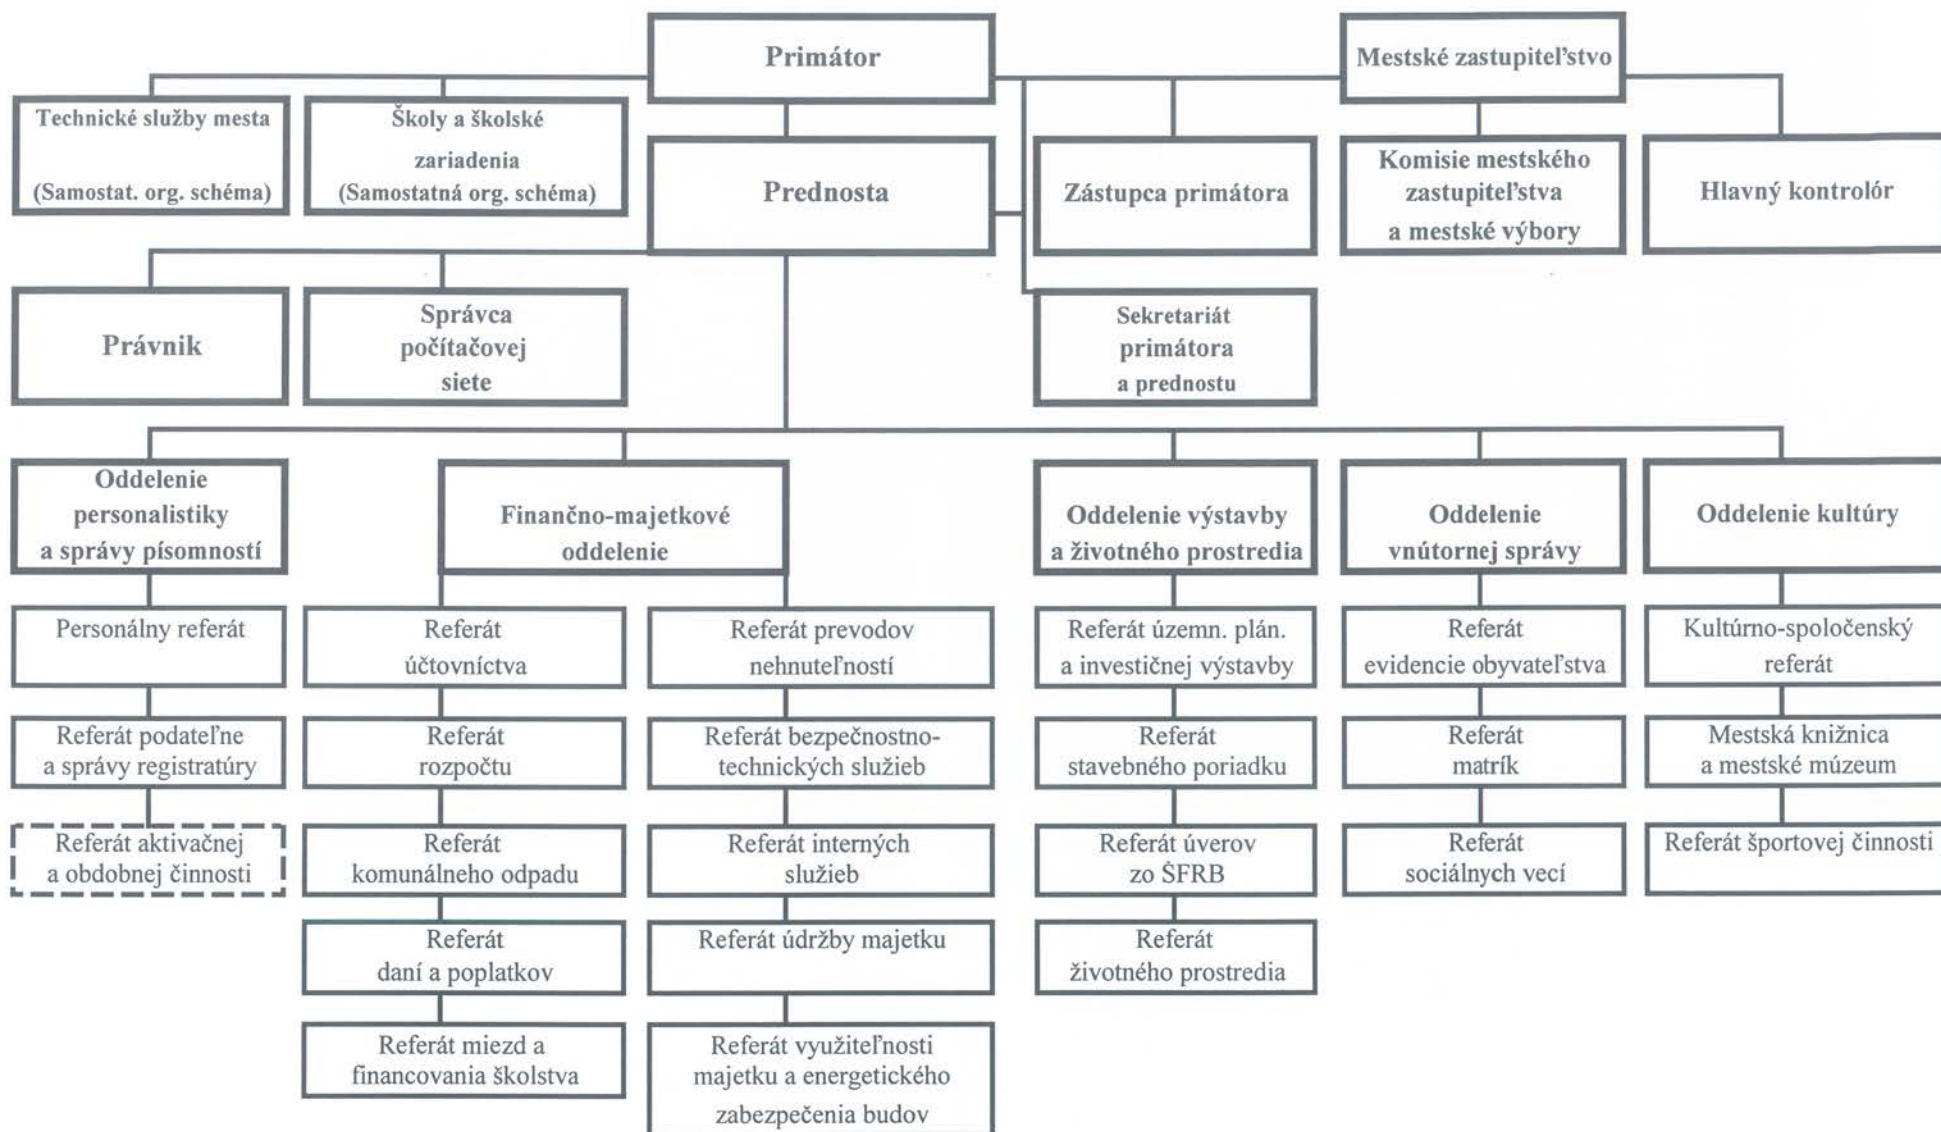 Primátor
Mestské zastupiteľstvo
Technické služby mesta
(Samostat. org. schéma)
Školy a školské
zariadenia
(Samostatná org. schéma)
Prednosta
Zástupca primátora
Komisie mestského
zastupiteľstva
a mestské výbory
Hlavný kontrolór
Právnik
Správca
počítačovej
siete
Sekretariát
primátora
a prednostu
Oddelenie
personalistiky
a správy písomností
Finančno-majetkové
oddelenie
Oddelenie výstavby
a životného prostredia
Oddelenie
vnútornej správy
Oddelenie kultúry
Personálny referát
Referát
účtovníctva
Referát prevodov
nehnuteľností
Referát územn. plán.
a investičnej výstavby
Referát
evidencie obyvateľstva
Kultúrno-spoločenský
referát
Referát podateľne
a správy registratúry
Referát
rozpočtu
Referát bezpečnostno-
technických služieb
Referát
stavebného poriadku
Referát
matrík
Mestská knižnica
a mestské múzeum
Referát aktivačnej
a obdobnej činnosti
Referát
komunálneho odpadu
Referát interných
služieb
Referát úverov
zo ŠFRB
Referát
sociálnych vecí
Referát športovej činnosti
Referát
daní a poplatkov
Referát údržby majetku
Referát
životného prostredia
Referát miezd a
financovania školstva
Referát využiteľnosti
majetku a energetického
zabezpečenia budov